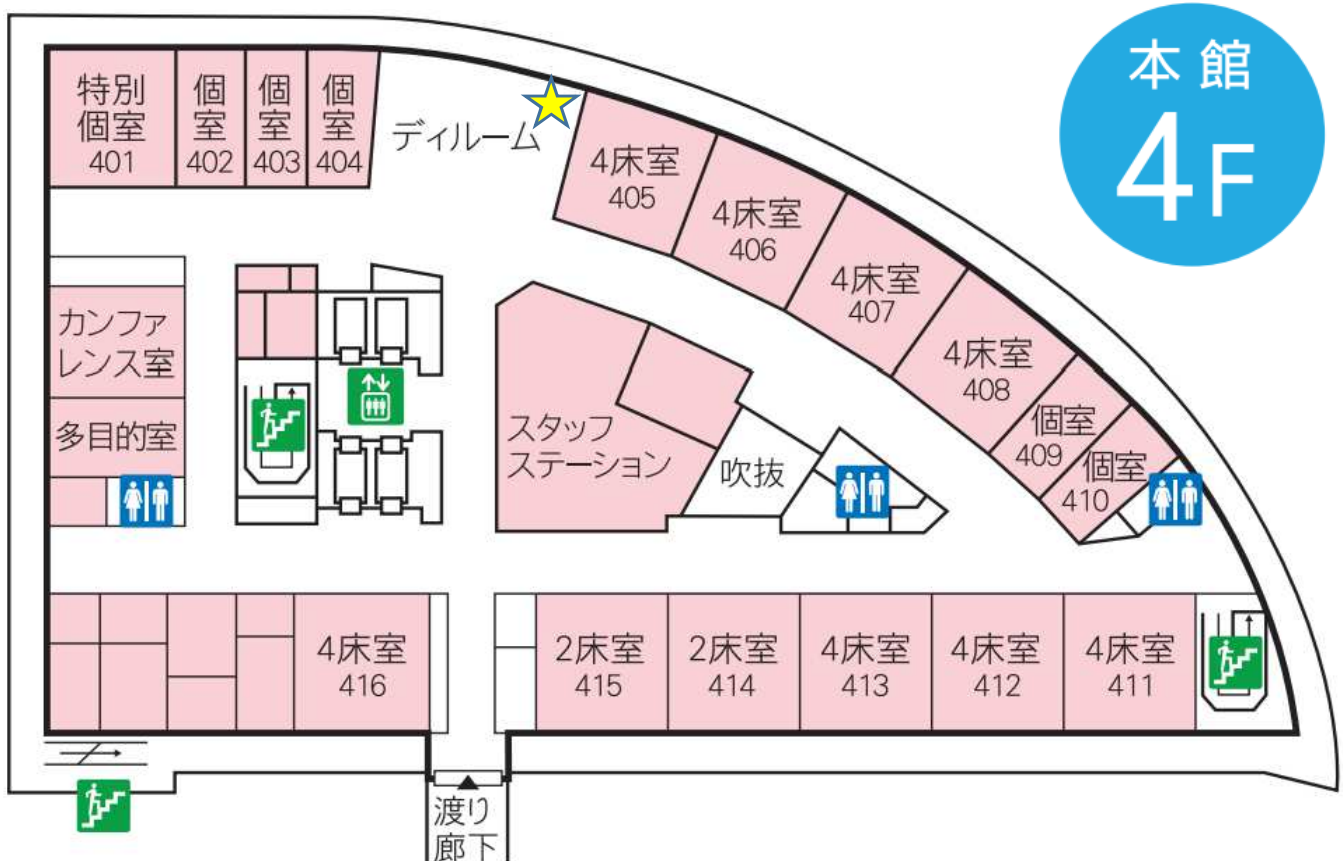 本館
4F
特別
個室
401
個室
402
個室
403
個室
404
ディルーム
4床室
405
4床室
406
4床室
407
4床室
408
個室
409
個室
410
カンファ
レンス室
多目的室
スタッフ
ステーション
吹抜
4床室
416
2床室
415
2床室
414
4床室
413
4床室
412
4床室
411
渡り
廊下